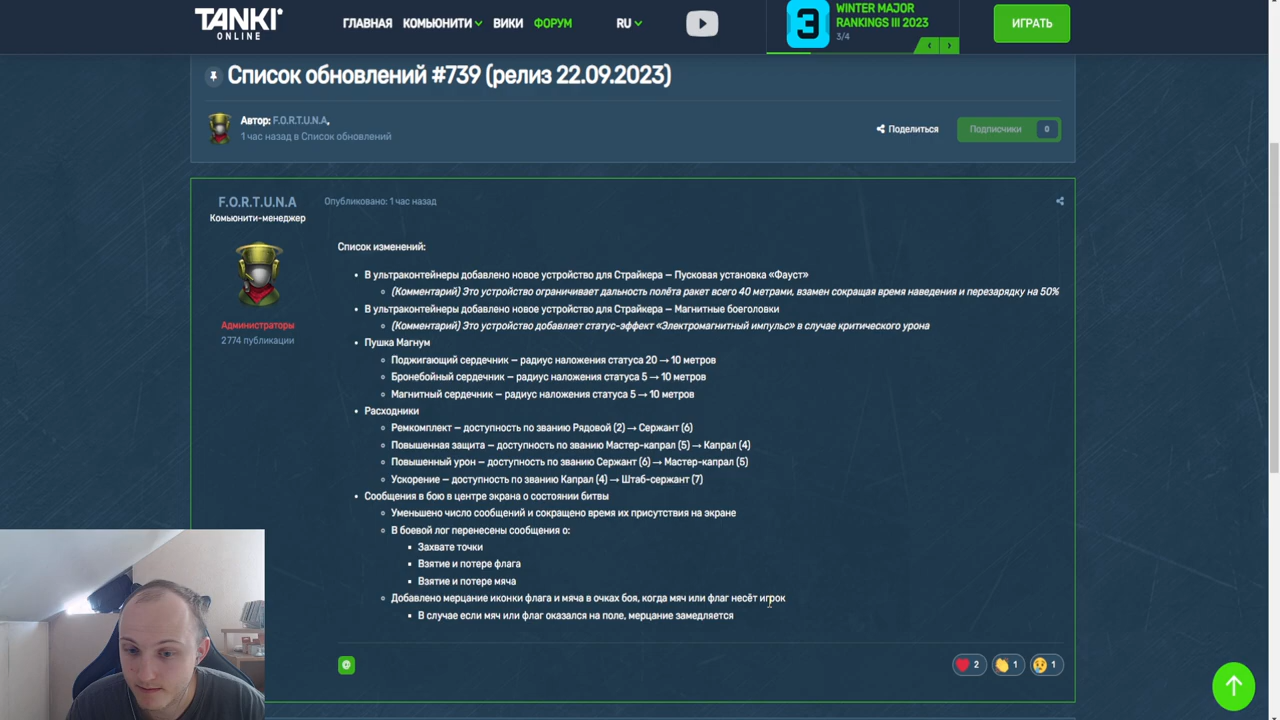 TANKI
ONLINE
ГЛАВНАЯ
КОМЬЮНИТИ
ВИКИ
ФОРУМ
RU
3
WINTER MAJOR
RANKINGS III 2023
3/4
ИГРАТЬ
Список обновлений #739 (релиз 22.09.2023)
Автор: F.O.R.T.U.N.A,
1 час назад в Список обновлений
Поделиться
Подписчики 0
F.O.R.T.U.N.A
Комьюнити-менеджер
Администраторы
2 774 публикации
Опубликовано: 1 час назад
Список изменений:
• В ультраконтейнеры добавлено новое устройство для Страйкера — Пусковая установка «Фауст»
(Комментарий) Это устройство ограничивает дальность полёта ракет всего 40 метрами, взамен сокращая время наведения и перезарядку на 50%
• В ультраконтейнеры добавлено новое устройство для Страйкера — Магнитные боеголовки
(Комментарий) Это устройство добавляет статус-эффект «Электромагнитный импульс» в случае критического урона
• Пушка Магнум
Поджигающий сердечник — радиус наложения статуса 20 → 10 метров
Бронебойный сердечник — радиус наложения статуса 5 → 10 метров
Магнитный сердечник — радиус наложения статуса 5 → 10 метров
• Расходники
Ремкомплект — доступность по званию Рядовой (2) → Сержант (6)
Повышенная защита — доступность по званию Мастер-капрал (5) → Капрал (4)
Повышенный урон — доступность по званию Сержант (6) → Мастер-капрал (5)
Ускорение — доступность по званию Капрал (4) → Штаб-сержант (7)
• Сообщения в бою в центре экрана о состоянии битвы
Уменьшено число сообщений и сокращено время их присутствия на экране
В боевой лог перенесены сообщения о:
Захвате точки
Взятие и потере флага
Взятие и потере мяча
Добавлено мерцание иконки флага и мяча в очках боя, когда мяч или флаг несёт игрок
В случае если мяч или флаг оказался на поле, мерцание замедляется
@
2
1
1